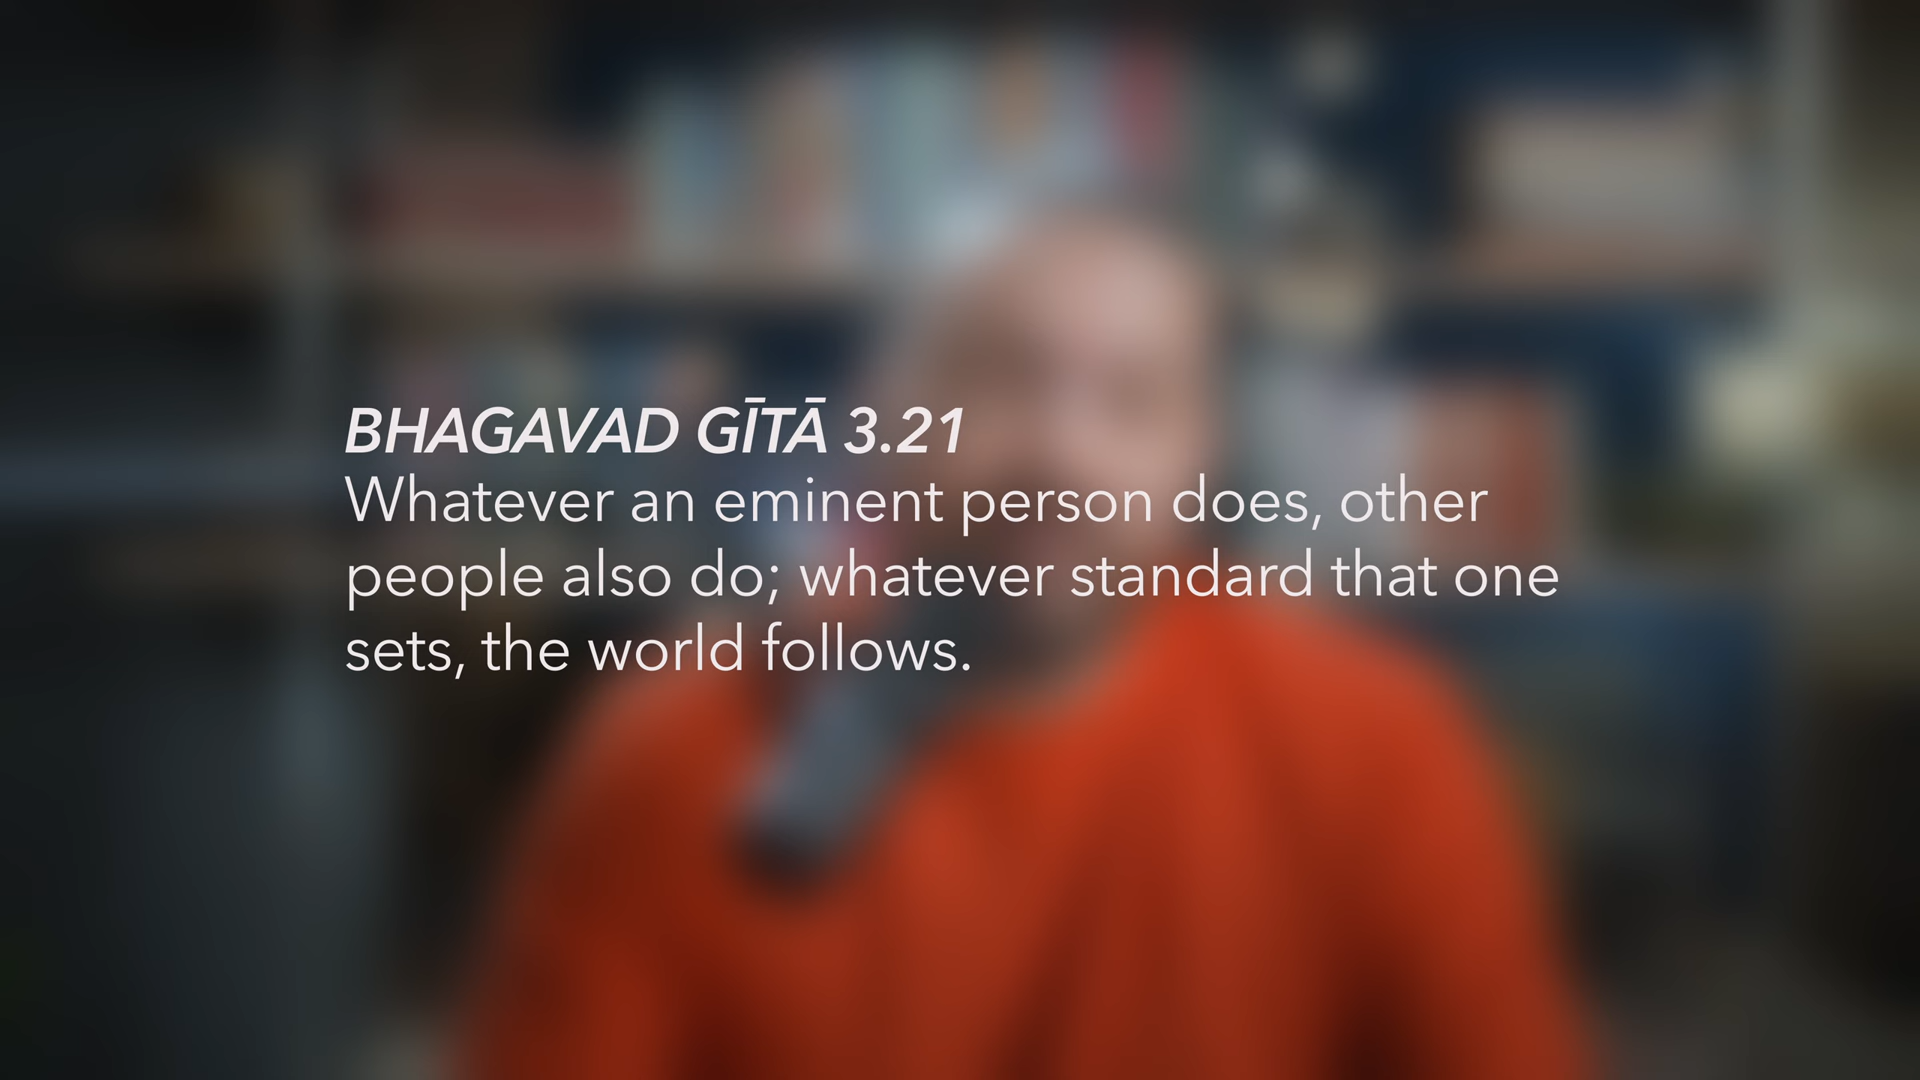 BHAGAVAD GĪTĀ 3.21
Whatever an eminent person does, other
people also do; whatever standard that one
sets, the world follows.